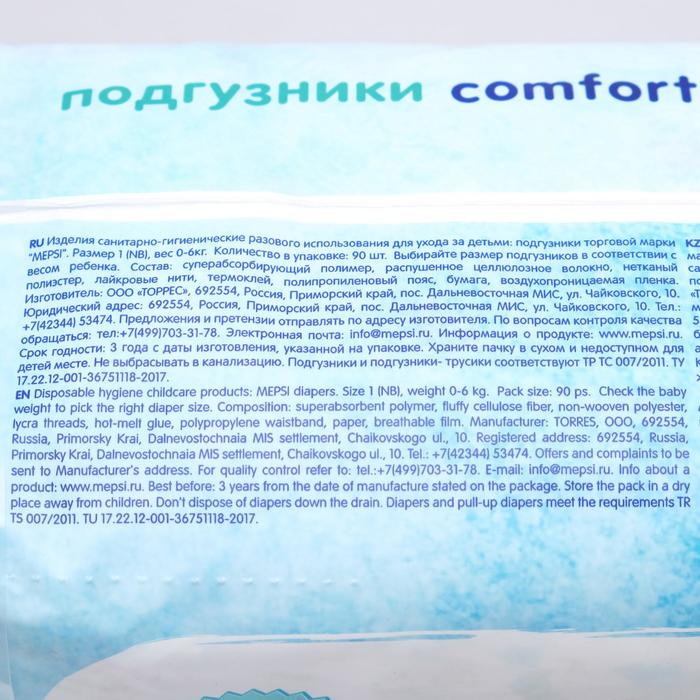 подгузники comfort
RU Изделия санитарно-гигиенические разового использования для ухода за детьми: подгузники торговой марки
"MEPSI". Размер 1 (NB), вес 0-6кг. Количество в упаковке: 90 шт. Выбирайте размер подгузников в соответствии с
весом ребенка. Состав: суперабсорбирующий полимер, распушенное целлюлозное волокно, нетканый
полиэстер, лайкровые нити, термоклей, полипропиленовый пояс, бумага, воздухопроницаемая пленка.
Изготовитель: ООО «ТОРРЕС», 692554, Россия, Приморский край, пос. Дальневосточная МИС, ул. Чайковского, 10.
Юридический адрес: 692554, Россия, Приморский край, пос. Дальневосточная МИС, ул. Чайковского, 10. Тел.:
+7(42344) 53474. Предложения и претензии отправлять по адресу изготовителя. По вопросам контроля качества
обращаться: тел:+7(499)703-31-78. Электронная почта: info@mepsi.ru. Информация о продукте: www.mepsi.ru.
Срок годности: 3 года с даты изготовления, указанной на упаковке. Храните пачку в сухом и недоступном для
детей месте. Не выбрасывать в канализацию. Подгузники и подгузники- трусики соответствуют ТР ТС 007/2011. ТУ
17.22.12-001-36751118-2017.
EN Disposable hygiene childcare products: MEPSI diapers. Size 1 (NB), weight 0-6 kg. Pack size: 90 ps. Check the baby
weight to pick the right diaper size. Composition: superabsorbent polymer, fluffy cellulose fiber, non-wooven polyester,
lycra threads, hot-melt glue, polypropylene waistband, paper, breathable film. Manufacturer: TORRES, OOO, 692554,
Russia, Primorsky Krai, Dalnevostochnaia MIS settlement, Chaikovskogo ul., 10. Registered address: 692554, Russia,
Primorsky Krai, Dalnevostochnaia MIS settlement, Chaikovskogo ul., 10. Tel.: +7(42344) 53474. Offers and complaints to be
sent to Manufacturer's address. For quality control refer to: tel.:+7(499)703-31-78. E-mail: info@mepsi.ru. Info about a
product: www.mepsi.ru. Best before: 3 years from the date of manufacture stated on the package. Store the pack in a dry
place away from children. Don't dispose of diapers down the drain. Diapers and pull-up diapers meet the requirements TR
TS 007/2011. TU 17.22.12-001-36751118-2017.
KZ